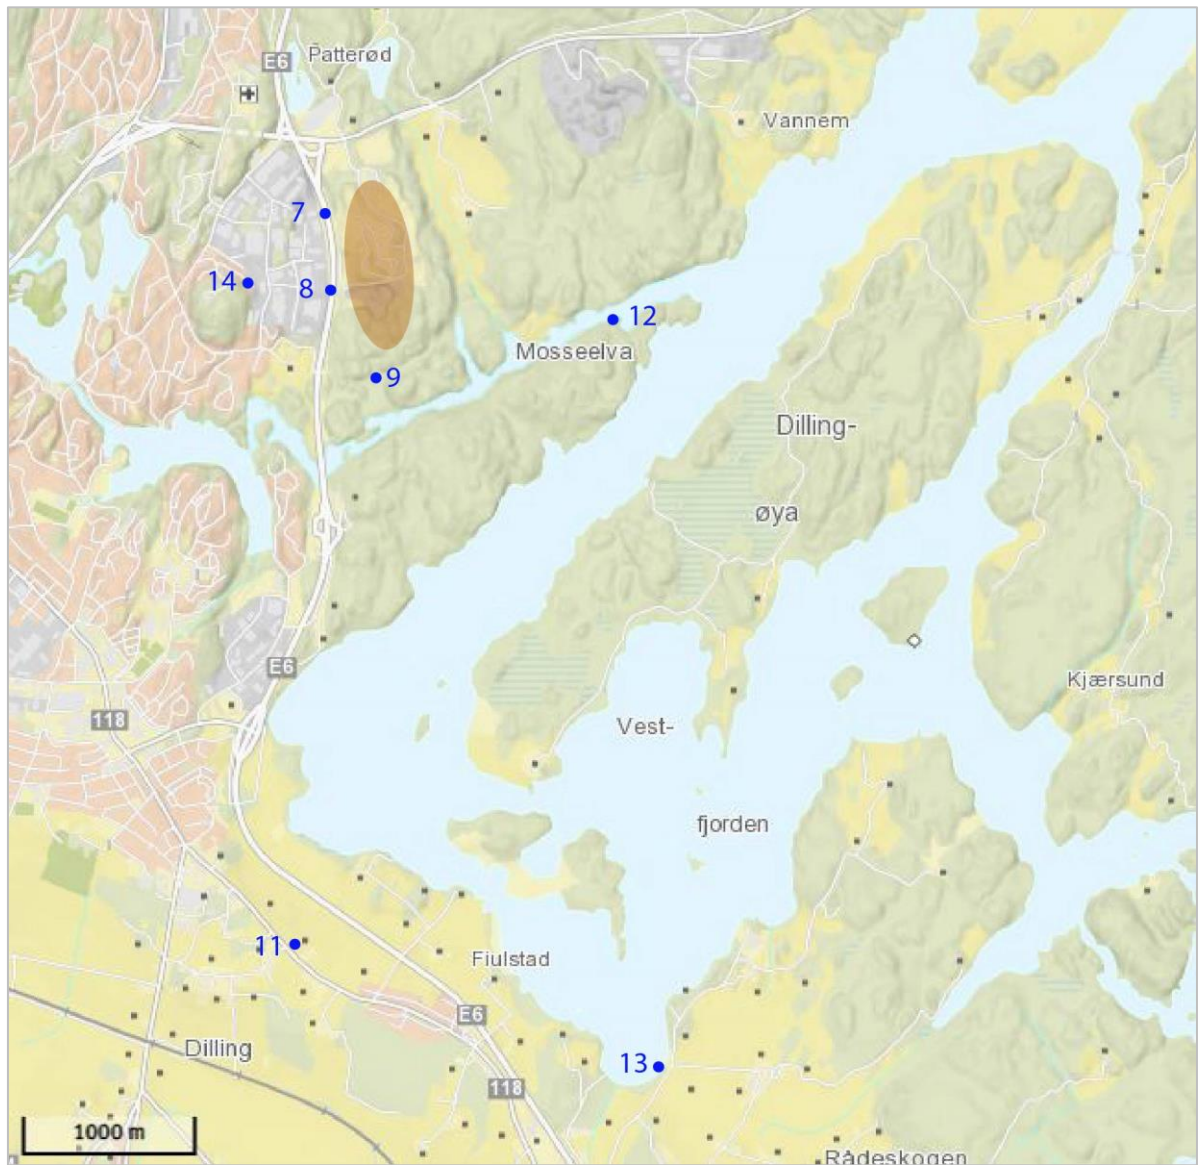 Patterød
E6
Vannem
7
14
8
12
Mosseelva
9
Dilling-
øya
E6
Kjærsund
118
Vest-
fjorden
11
Fiulstad
E6
Dilling
13
118
1000 m
Rådeskogen